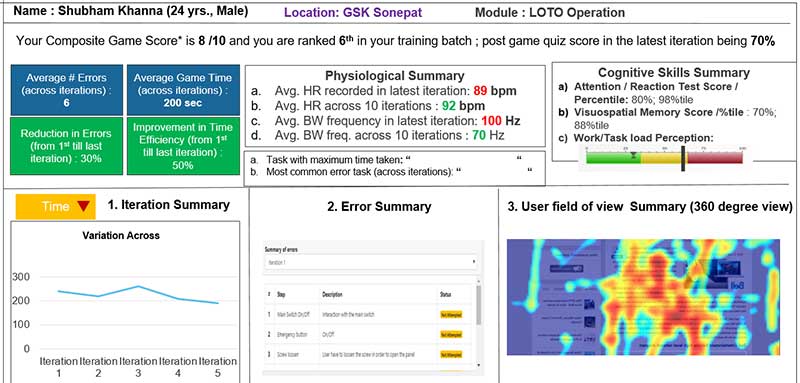 Name : Shubham Khanna (24 yrs., Male)
Location: GSK Sonepat
Module : LOTO Operation
Your Composite Game Score* is 8 /10 and you are ranked 6th in your training batch ; post game quiz score in the latest iteration being 70%
Average # Errors
(across iterations) :
6
Average Game Time
(across iterations) :
200 sec
Reduction in Errors
(from 1st till last
iteration) : 30%
Improvement in Time
Efficiency (from 1st
till last iteration) :
50%
Physiological Summary
a. Avg. HR recorded in latest iteration: 89 bpm
b. Avg. HR across 10 iterations : 92 bpm
c. Avg. BW frequency in latest iteration: 100 Hz
d. Avg. BW freq. across 10 iterations : 70 Hz
a. Task with maximum time taken: “ “
b. Most common error task (across iterations): “ “
Cognitive Skills Summary
a) Attention / Reaction Test Score /
Percentile: 80%; 98%tile
b) Visuospatial Memory Score /%tile : 70%;
88%tile
c) Work/Task load Perception:
Time
1. Iteration Summary
Variation Across
300
200
100
0
Iteration 1
Iteration 2
Iteration 3
Iteration 4
Iteration 5
2. Error Summary
Summary of errors
Iteration 1
# Step Description Status
1 Main Switch On/Off Interaction with the main switch Not Attempted
2 Emergency button On/Off Not Attempted
3 Screw loosen User have to loosen the screw in order to open the panel Not Attempted
3. User field of view Summary (360 degree view)